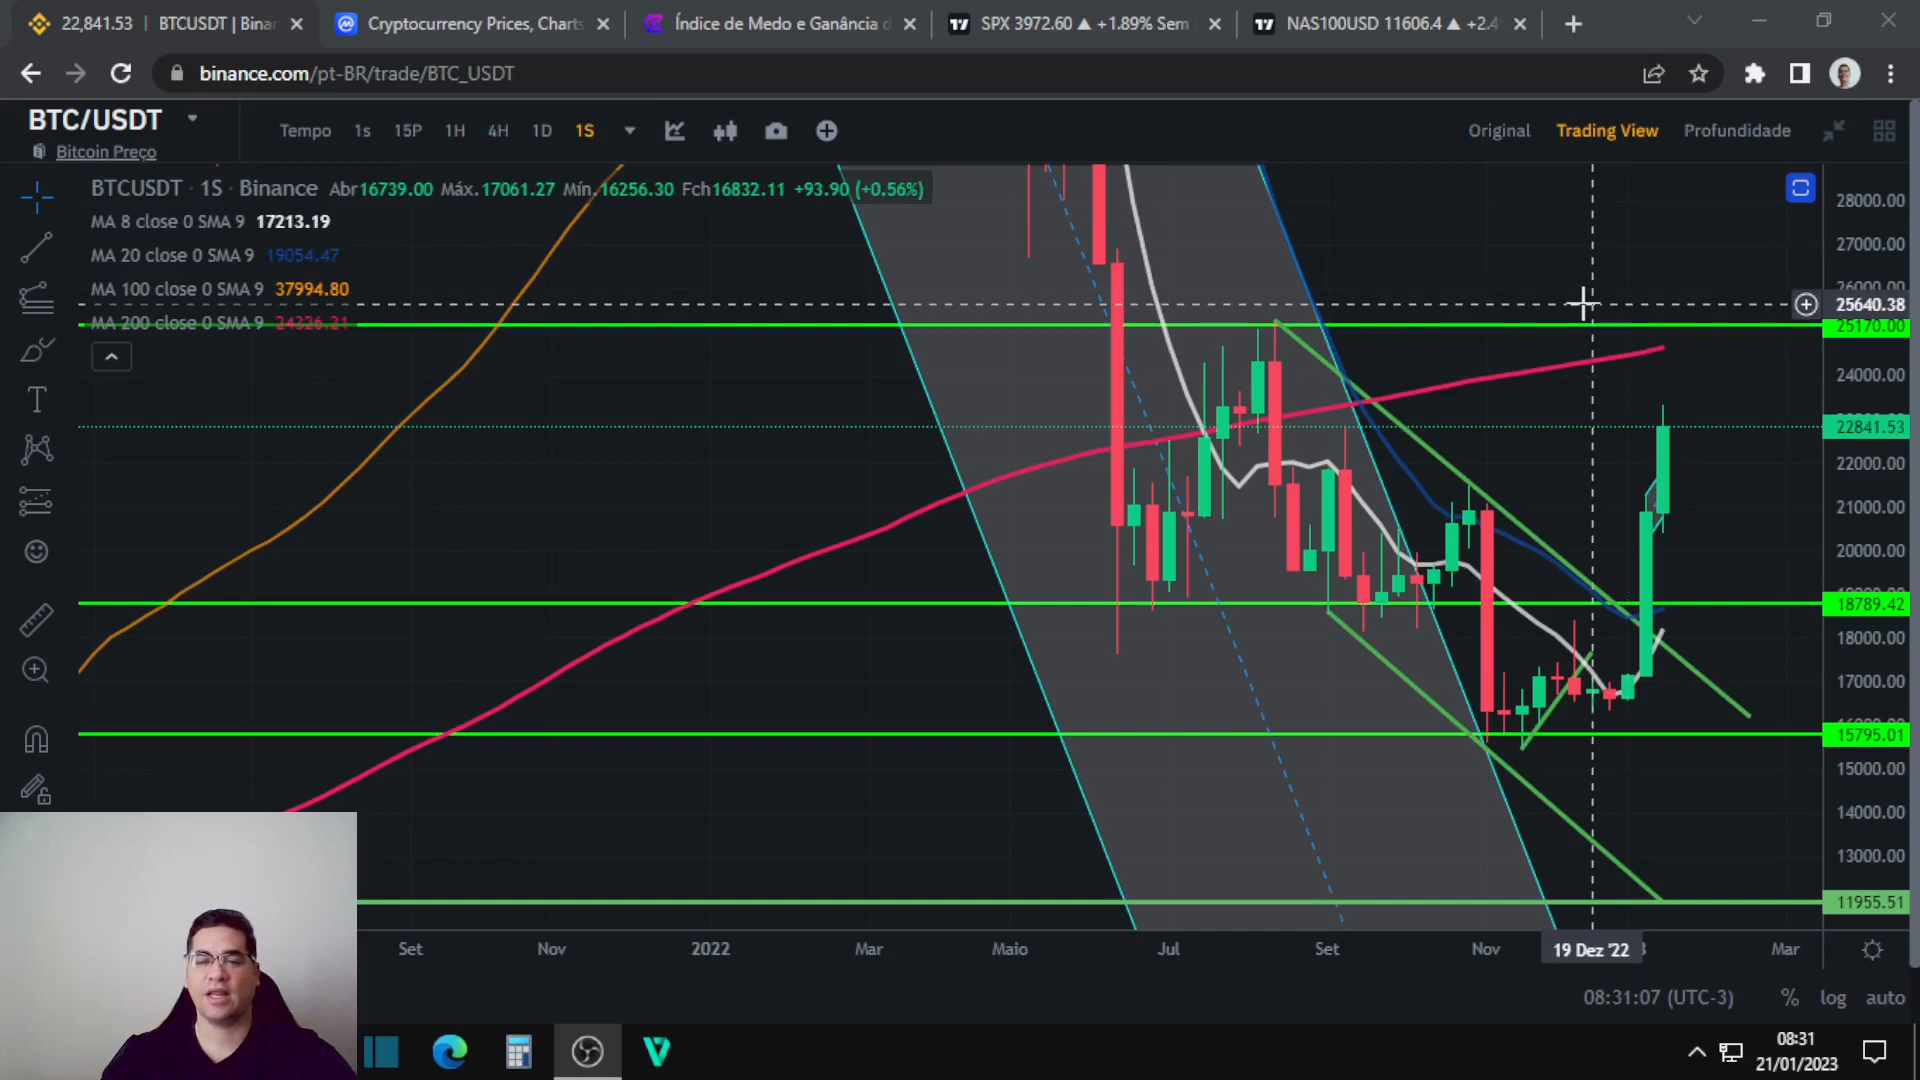 22,841.53 | BTCUSDT | Binan
Cryptocurrency Prices, Charts
Índice de Medo e Ganância d
SPX 3972.60 ▲ +1.89% Sem
NAS100USD 11606.4 ▲ +2.4
binance.com/pt-BR/trade/BTC_USDT
BTC/USDT
Bitcoin Preço
Tempo 1s 15P 1H 4H 1D 1S
Original Trading View Profundidade
BTCUSDT · 1S · Binance Abr16739.00 Máx.17061.27 Mín.16256.30 Fch16832.11 +93.90 (+0.56%)
MA 8 close 0 SMA 9 17213.19
MA 20 close 0 SMA 9 19054.47
MA 100 close 0 SMA 9 37994.80
MA 200 close 0 SMA 9 24326.21
28000.00
27000.00
26000.00
25640.38
25170.00
24000.00
22841.53
22000.00
21000.00
20000.00
18789.42
18000.00
17000.00
15795.01
15000.00
14000.00
13000.00
11955.51
Set Nov 2022 Mar Maio Jul Set Nov 19 Dez '22 Mar
08:31:07 (UTC-3) % log auto
08:31
21/01/2023